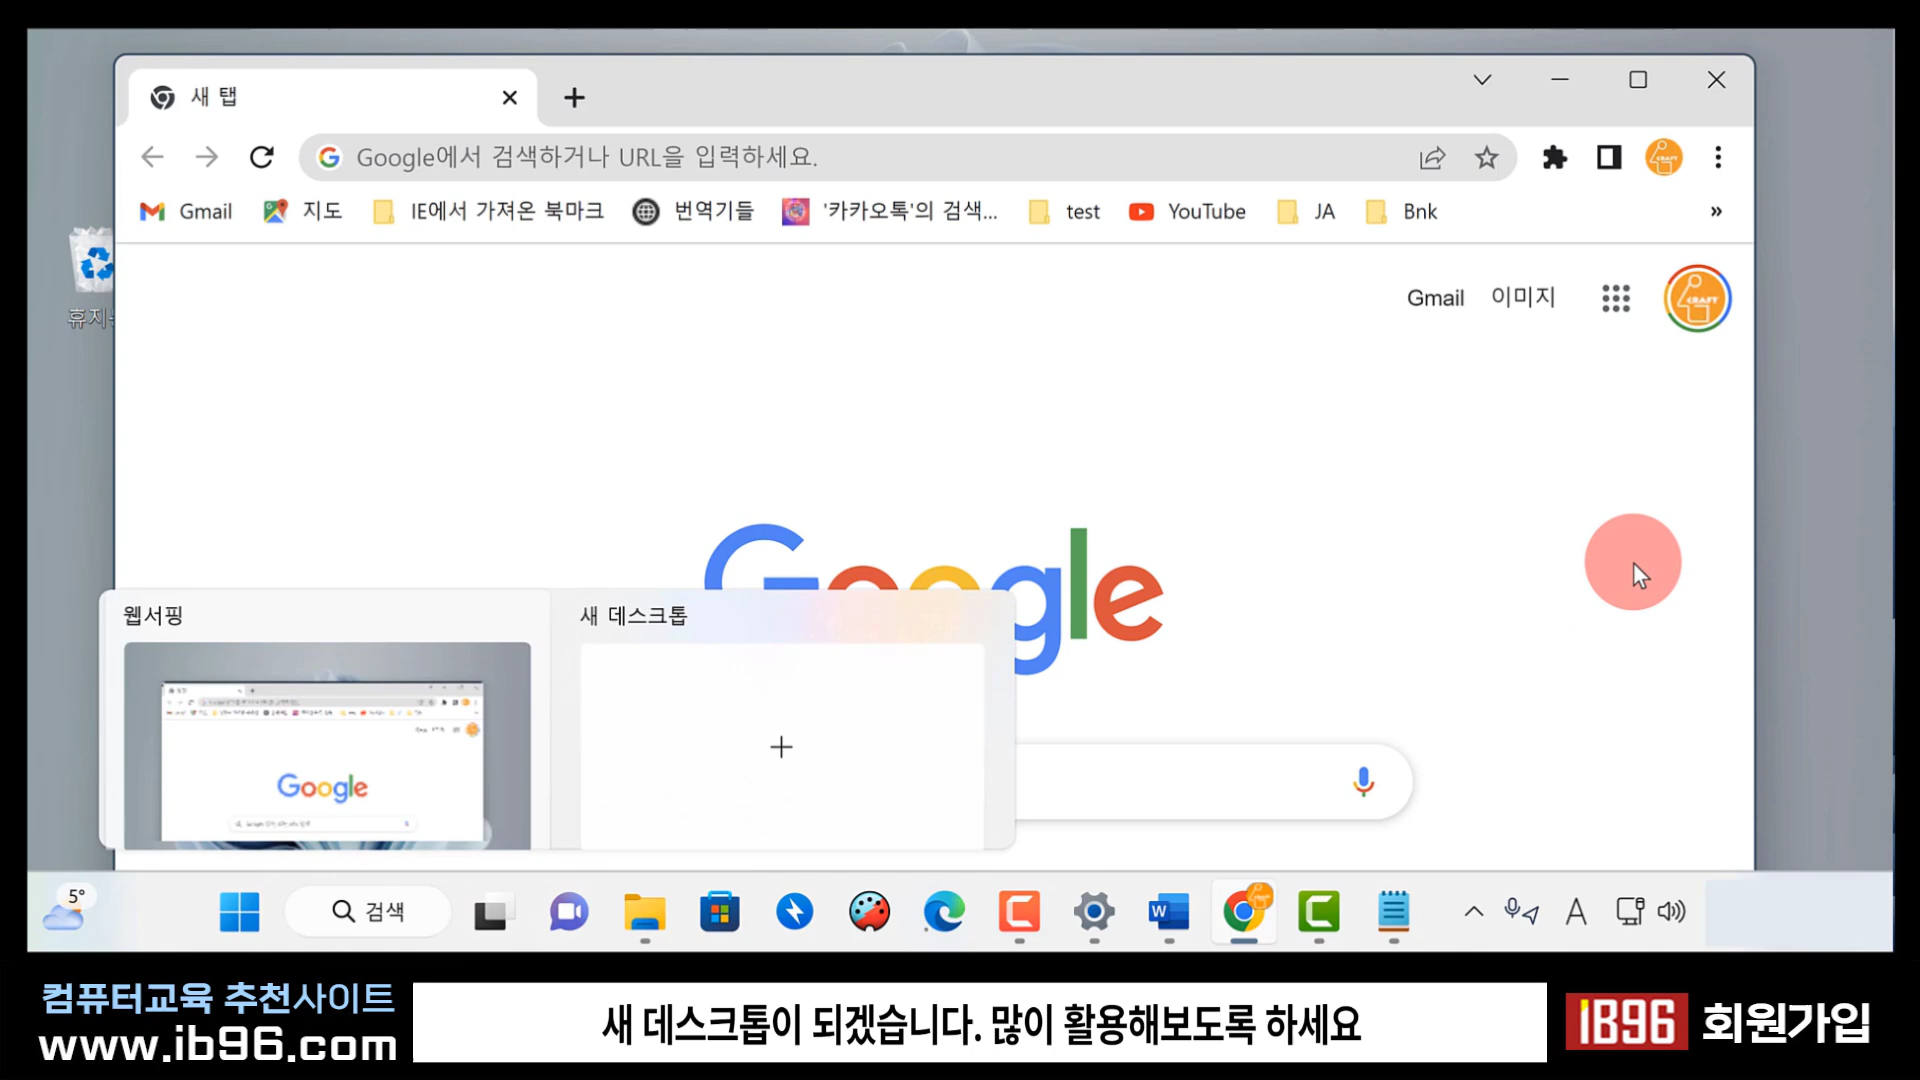 새 탭
Google에서 검색하거나 URL을 입력하세요.
Gmail 지도 IE에서 가져온 북마크 번역기들 '카카오톡'의 검색... test YouTube JA Bnk »
Gmail 이미지
CRAFT
Google
웹서핑 새 데스크톱
Google
5°
검색
A
컴퓨터교육 추천사이트
www.ib96.com
새 데스크톱이 되겠습니다. 많이 활용해보도록 하세요
IB96 회원가입